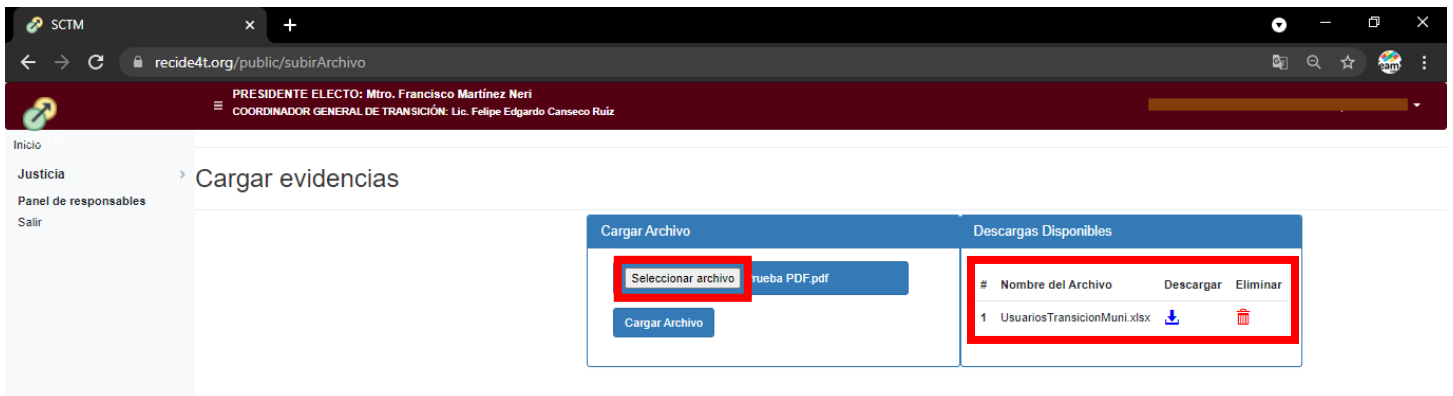 SCTM
recide4t.org/public/subirArchivo
PRESIDENTE ELECTO: Mtro. Francisco Martínez Neri
COORDINADOR GENERAL DE TRANSICIÓN: Lic. Felipe Edgardo Canseco Ruíz
Inicio
Justicia
Panel de responsables
Salir
Cargar evidencias
Cargar Archivo
Seleccionar archivo rueba PDF.pdf
Cargar Archivo
Descargas Disponibles
# Nombre del Archivo Descargar Eliminar
1 UsuariosTransicionMuni.xlsx